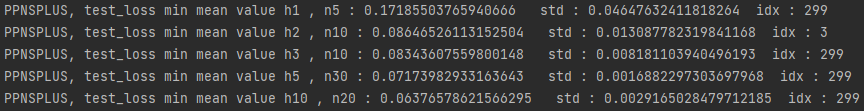 PPNSPLUS, test_loss min mean value h1 , n5 : 0.17185503765940666   std : 0.04647632411818264  idx : 299
PPNSPLUS, test_loss min mean value h2 , n10 : 0.08646526113152504   std : 0.013087782319841168  idx : 3
PPNSPLUS, test_loss min mean value h3 , n10 : 0.08343607559800148   std : 0.008181103940496193  idx : 299
PPNSPLUS, test_loss min mean value h5 , n30 : 0.07173982933163643   std : 0.0016882297303697968  idx : 299
PPNSPLUS, test_loss min mean value h10 , n20 : 0.06376578621566295   std : 0.0029165028479712185  idx : 299